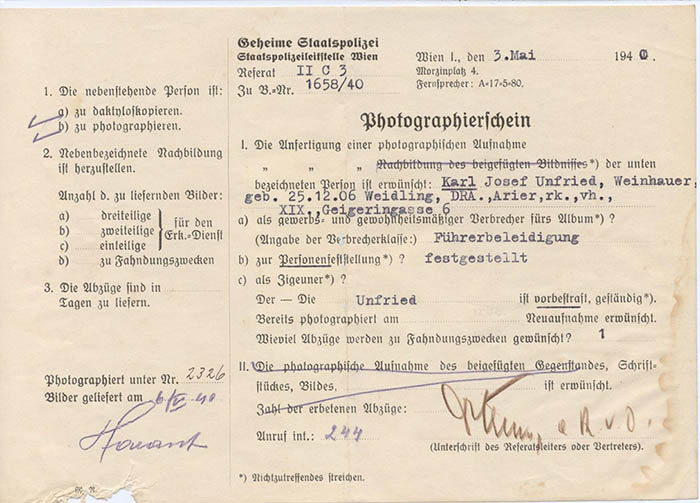 Geheime Staatspolizei
Staatspolizeileitstelle Wien
Referat II C 3
Zu B.=Nr. 1658/40
Wien I., den 3. Mai 1940.
Morzinplatz 4.
Fernsprecher: A=17=5=80.
1. Die nebenstehende Person ist:
a) zu daktyloskopieren.
b) zu photographieren.
2. Nebenbezeichnete Nachbildung
ist herzustellen.
Anzahl d. zu liefernden Bilder:
a) dreiteilige
b) zweiteilige
c) einteilige
für den
Erk.=Dienst
d) zu Fahndungszwecken
3. Die Abzüge sind in
Tagen zu liefern.
Photographiert unter Nr. 2326
Bilder geliefert am
Photographierschein
I. Die Anfertigung einer photographischen Aufnahme
„ „ „ Nachbildung des beigefügten Bildnisses*) der unten
bezeichneten Person ist erwünscht: Karl Josef Unfried, Weinhauer,
geb. 25.12.06 Weidling, DRA.,Arier,rk.,vh.,
XIX.,Geigeringasse 6
a) als gewerbs= und gewohnheitsmäßiger Verbrecher fürs Album*) ?
(Angabe der Verbrecherklasse:) Führerbeleidigung
b) zur Personenfeststellung*) ? festgestellt
c) als Zigeuner*) ?
Der — Die Unfried ist vorbestraft, geständig*).
Bereits photographiert am Neuaufnahme erwünscht.
Wieviel Abzüge werden zu Fahndungszwecken gewünscht? 1
II. Die photographische Aufnahme des beigefügten Gegenstandes, Schrift=
stückes, Bildes. ist erwünscht.
Zahl der erbetenen Abzüge:
Anruf int.: 244
(Unterschrift des Referatsleiters oder Vertreters).
*) Nichtzutreffendes streichen.